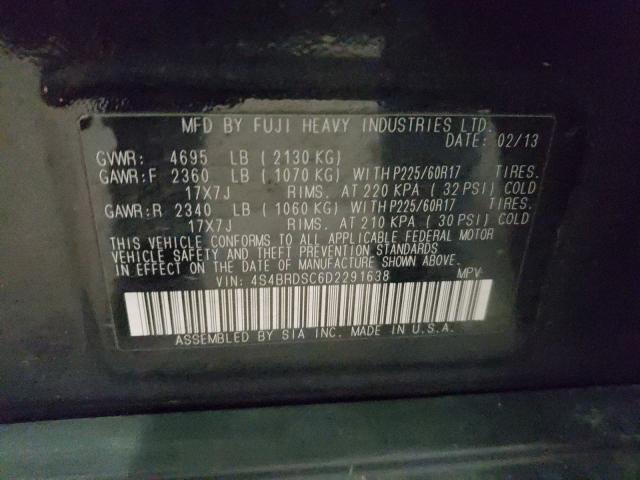 MFD BY FUJI HEAVY INDUSTRIES LTD.
DATE: 02/13
GVWR: 4695 LB (2130 KG)
GAWR:F 2360 LB (1070 KG) WITH P225/60R17 TIRES.
17X7J RIMS. AT 220 KPA (32 PSI) COLD
GAWR:R 2340 LB (1060 KG) WITH P225/60R17 TIRES.
17X7J RIMS. AT 210 KPA (30 PSI) COLD
THIS VEHICLE CONFORMS TO ALL APPLICABLE FEDERAL MOTOR
VEHICLE SAFETY AND THEFT PREVENTION STANDARDS
IN EFFECT ON THE DATE OF MANUFACTURE SHOWN ABOVE.
VIN: 4S4BRDSC6D2291638 MPV
ASSEMBLED BY SIA INC. MADE IN U.S.A.